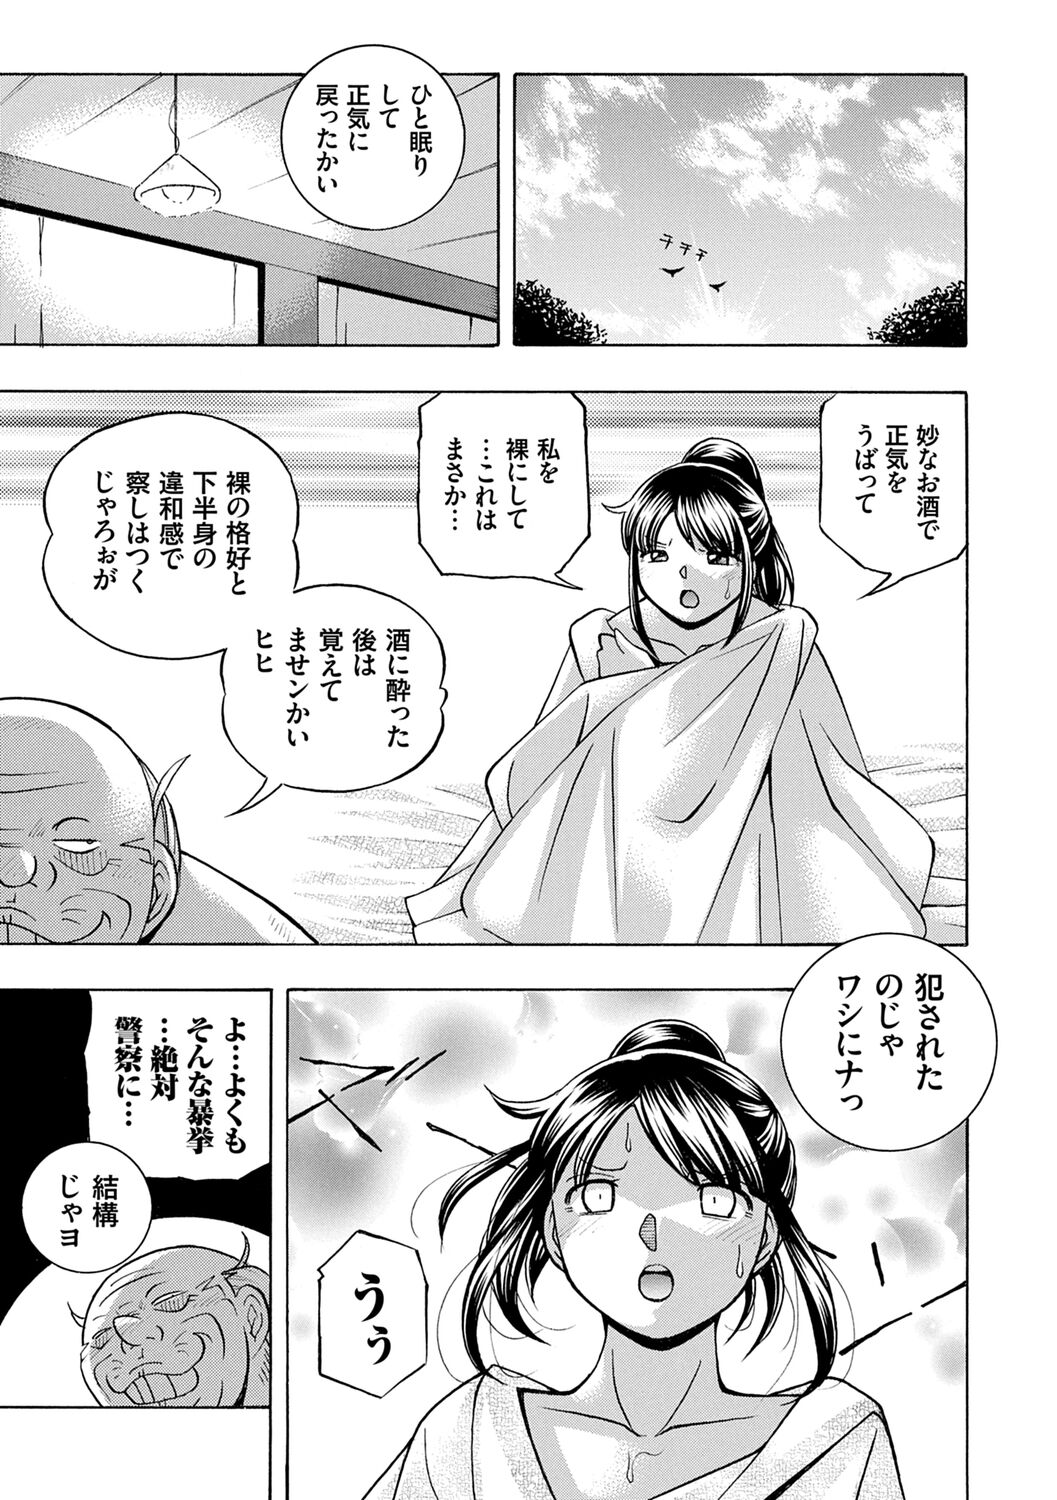 チチチ
ひと眠り
して
正気に
戻ったかい
妙なお酒で
正気を
うばって
私を
裸にして
…これは
まさか…
裸の格好と
下半身の
違和感で
察しはつく
じゃろぉが
酒に酔った
後は
覚えて
ませンかい
ヒヒ
犯された
のじゃ
ワシにナっ
うぅ
よ…よくも
そんな暴挙
…絶対
警察に…
結構
じゃヨ